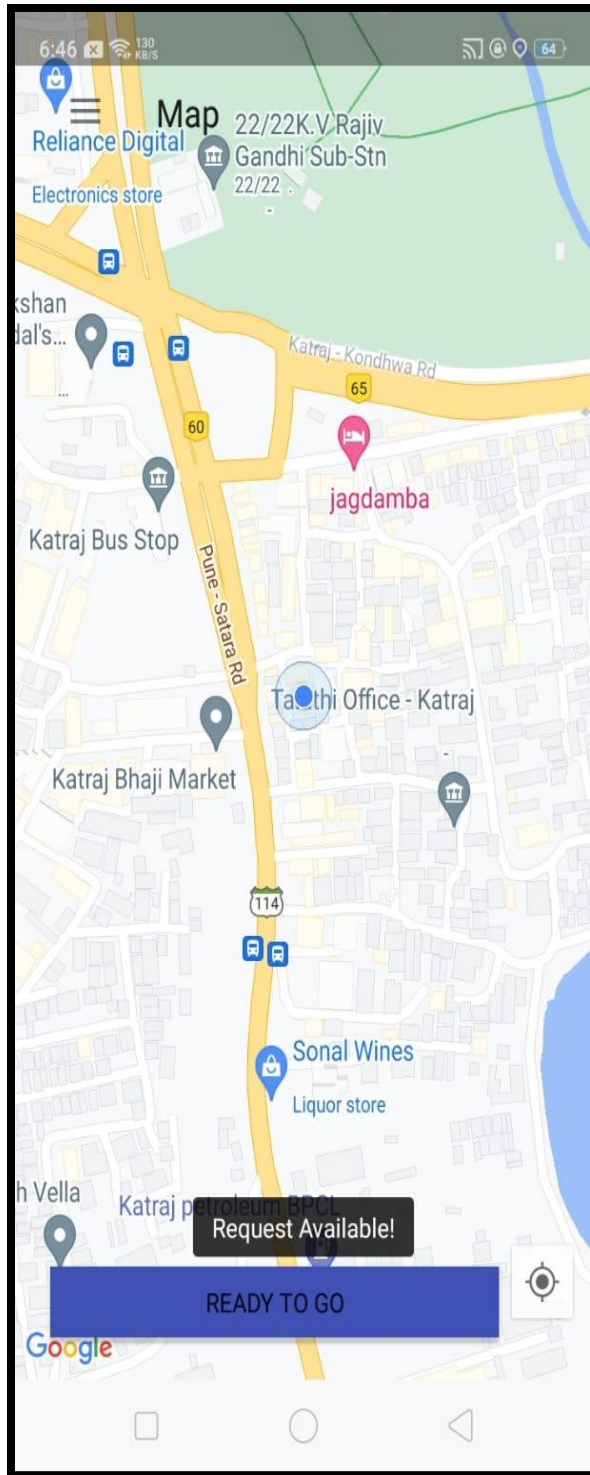 6:46
130
KB/S
64
Map
Reliance Digital
Electronics store
22/22K.V Rajiv
Gandhi Sub-Stn
22/22 .
kshan
dal's...
...
Katraj - Kondhwa Rd
65
60
jagdamba
Katraj Bus Stop
Pune - Satara Rd
Office - Katraj
Katraj Bhaji Market
114
Sonal Wines
Liquor store
h Vella
Katraj petroleum BPCL
Request Available!
READY TO GO
Google